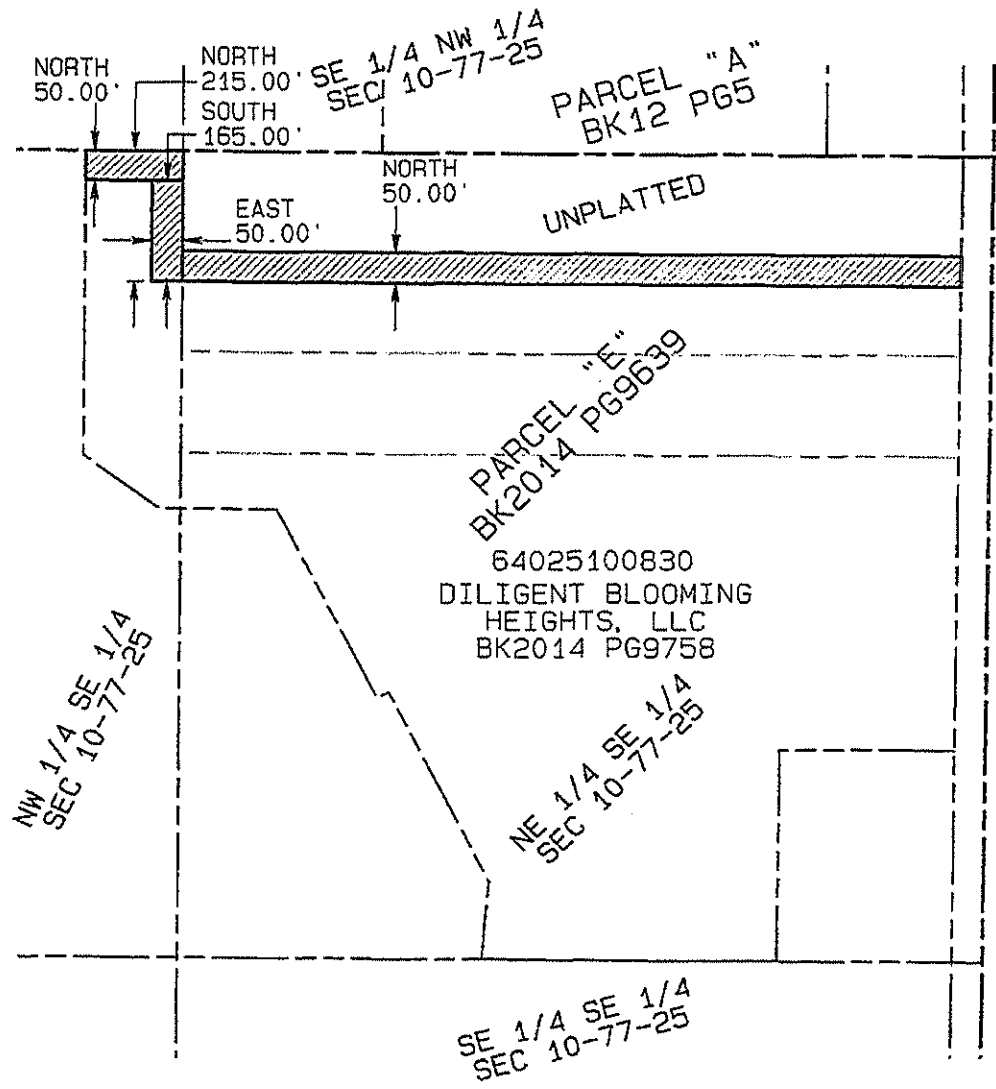 NORTH
50.00'
NORTH
215.00'
SOUTH
165.00'
SE 1/4 NW 1/4
SEC 10-77-25
PARCEL "A"
BK12 PG5
NORTH
50.00'
UNPLATTED
EAST
50.00'
PARCEL "E"
BK2014 PG9639
64025100830
DILIGENT BLOOMING
HEIGHTS, LLC
BK2014 PG9758
NW 1/4 SE 1/4
SEC 10-77-25
NE 1/4 SE 1/4
SEC 10-77-25
SE 1/4 SE 1/4
SEC 10-77-25